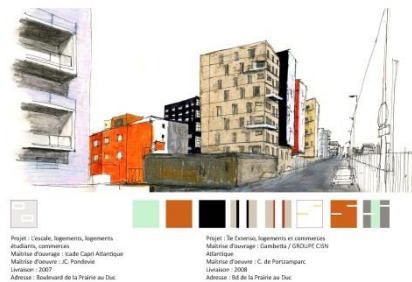 Projet : L'escale, logements, logements
étudiants, commerces
Maîtrise d'ouvrage : Icade Capri Atlantique
Maîtrise d'oeuvre : JC. Pondevie
Livraison : 2007
Adresse : Boulevard de la Prairie au Duc
Projet : Île Extenso, logements et commerces
Maîtrise d'ouvrage : Gambetta / GROUPE CISN
Atlantique
Maîtrise d'oeuvre : C. de Portzamparc
Livraison : 2008
Adresse : Bd de la Prairie au Duc